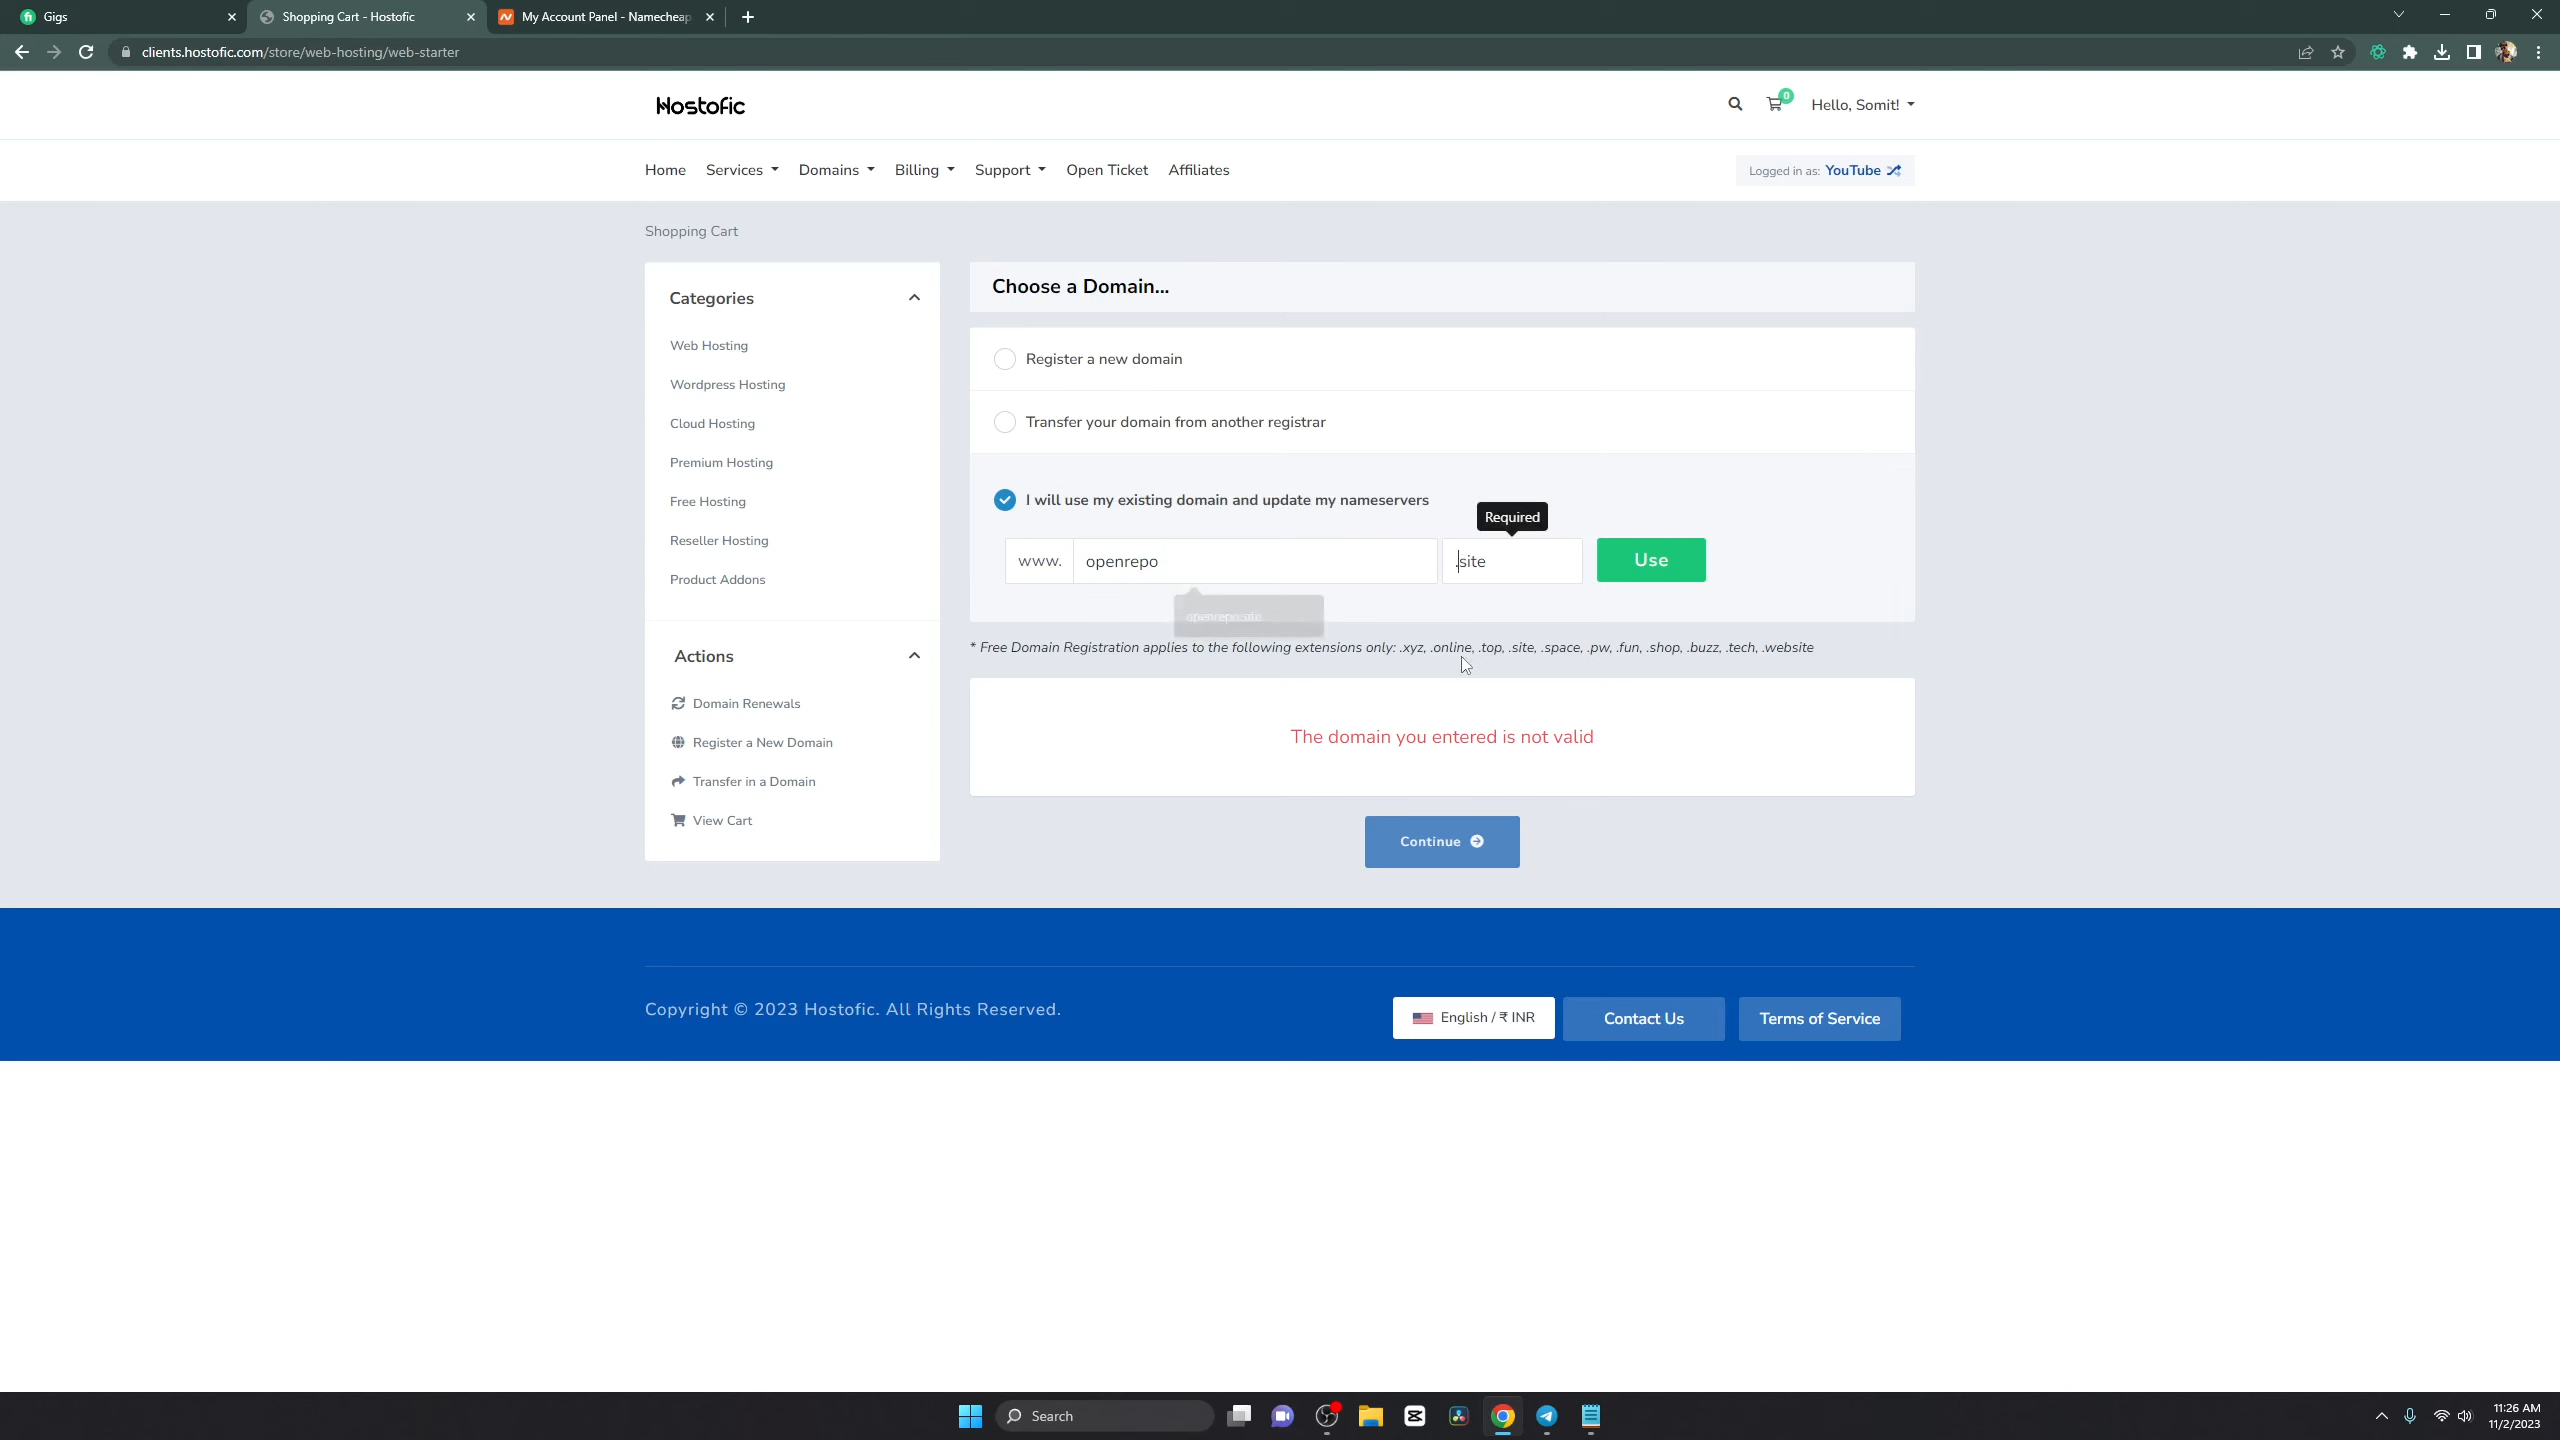 Gigs
Shopping Cart - Hostofic
My Account Panel - Namecheap
clients.hostofic.com/store/web-hosting/web-starter
Hostofic
0
Hello, Somit!
Home Services Domains Billing Support Open Ticket Affiliates
Logged in as: YouTube
Shopping Cart
Categories
Web Hosting
Wordpress Hosting
Cloud Hosting
Premium Hosting
Free Hosting
Reseller Hosting
Product Addons
Actions
Domain Renewals
Register a New Domain
Transfer in a Domain
View Cart
Choose a Domain...
Register a new domain
Transfer your domain from another registrar
I will use my existing domain and update my nameservers
Required
www. openrepo .site Use
* Free Domain Registration applies to the following extensions only: .xyz, .online, .top, .site, .space, .pw, .fun, .shop, .buzz, .tech, .website
The domain you entered is not valid
Continue
Copyright © 2023 Hostofic. All Rights Reserved.
English / ₹ INR
Contact Us
Terms of Service
Search
11:26 AM
11/2/2023